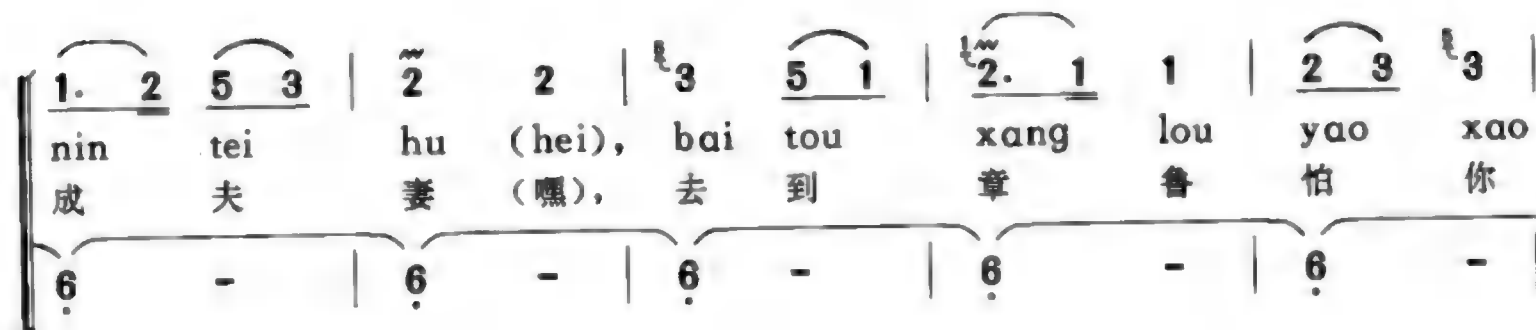 1. 2 5 3 | 2 2 | 3 5 1 | 2. 1 1 | 2 3 3 |
nin tei hu (hei), bai tou xang lou yao xao
成 夫 妻 (嘿), 去 到 章 鲁 怕 你
6 - | 6 - | 6 - | 6 - | 6 - |